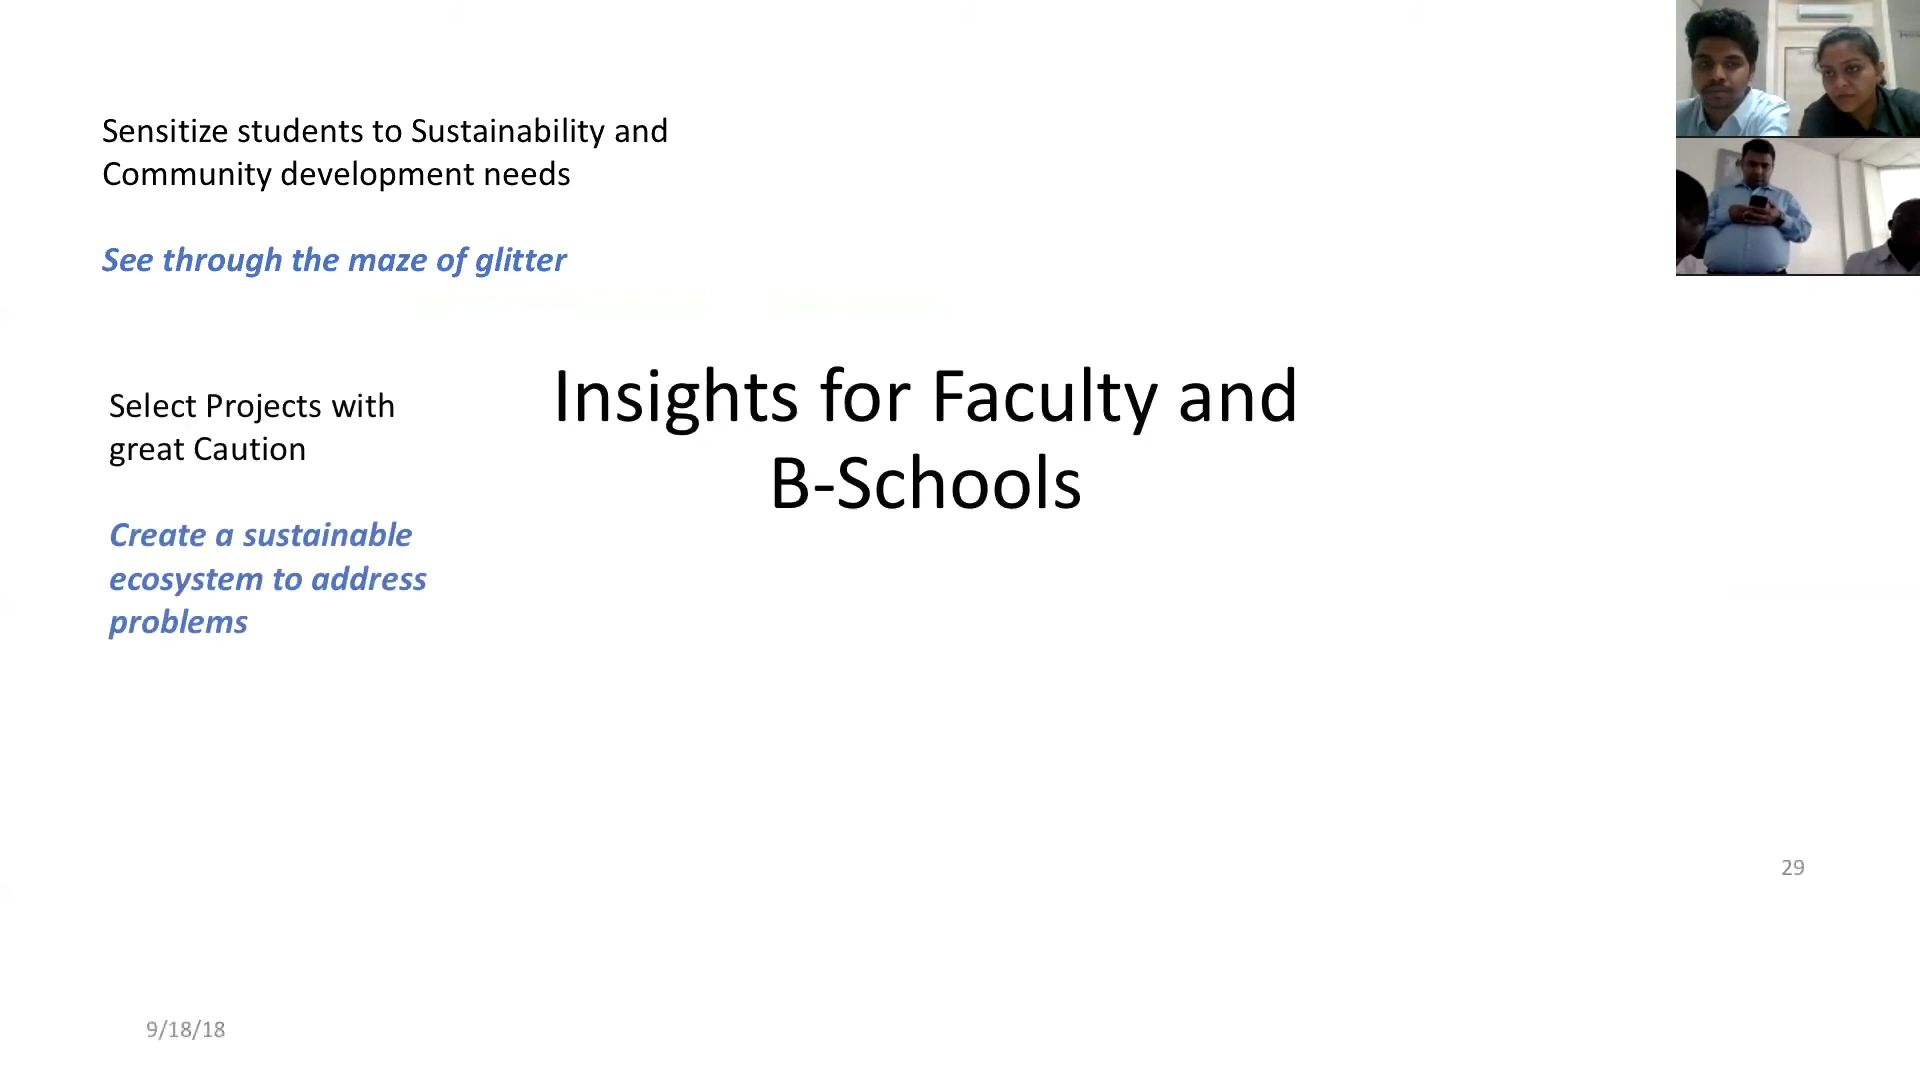 Sensitize students to Sustainability and
Community development needs
See through the maze of glitter
Select Projects with
great Caution
Create a sustainable
ecosystem to address
problems
Insights for Faculty and
B-Schools
29
9/18/18